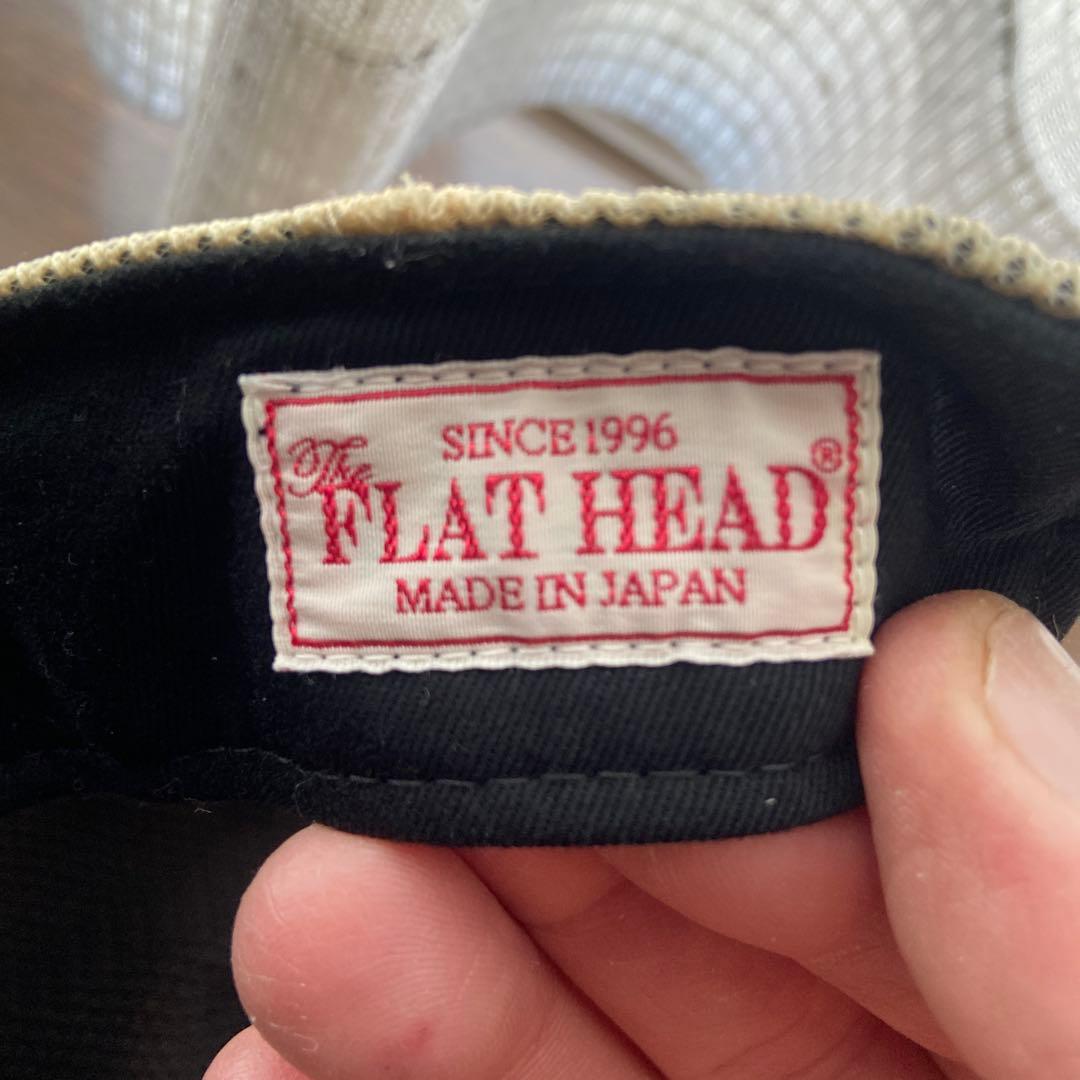 SINCE 1996
The
FLAT HEAD®
MADE IN JAPAN